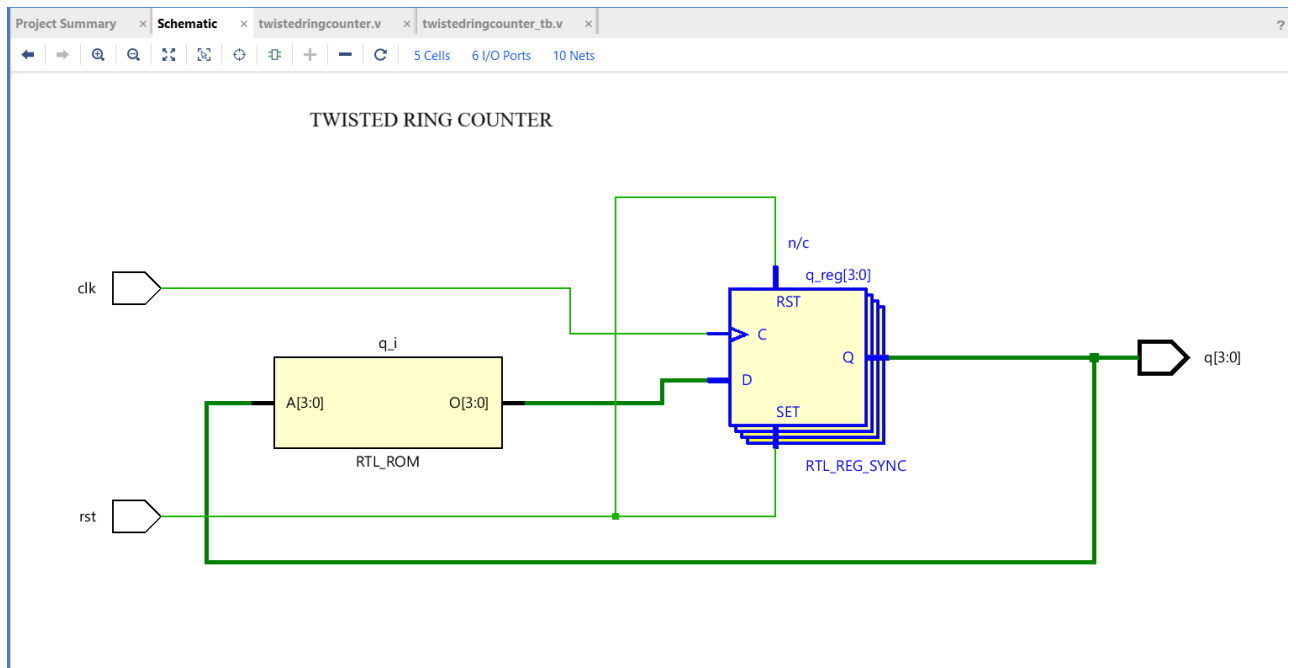 Project Summary × Schematic × twistedringcounter.v × twistedringcounter_tb.v × ?
5 Cells 6 I/O Ports 10 Nets
TWISTED RING COUNTER
n/c
q_reg[3:0]
clk
RST
C
q_i
Q
q[3:0]
D
A[3:0] O[3:0]
SET
RTL_ROM
RTL_REG_SYNC
rst